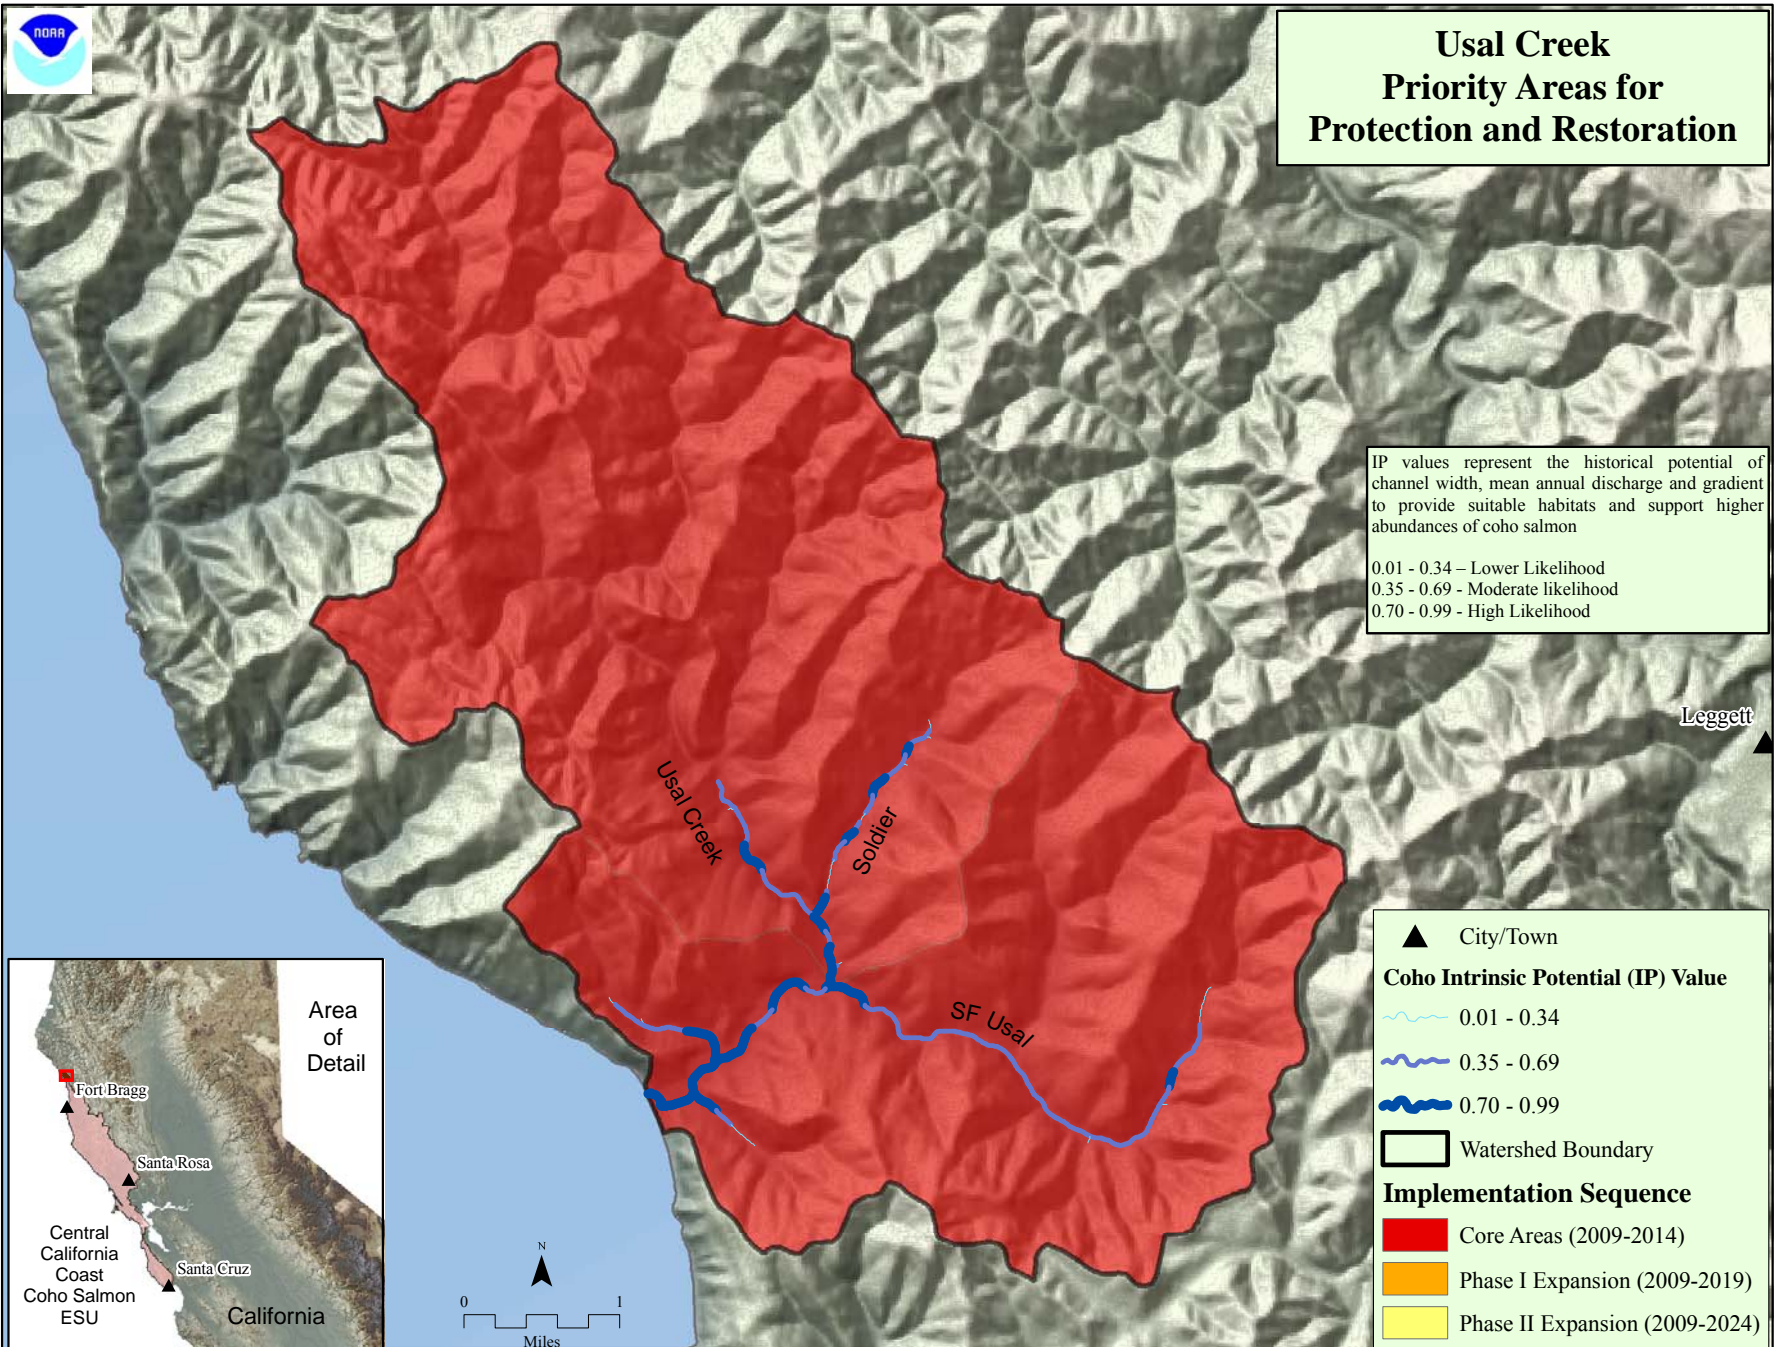 NOAA
Usal Creek
Priority Areas for
Protection and Restoration
IP values represent the historical potential of
channel width, mean annual discharge and gradient
to provide suitable habitats and support higher
abundances of coho salmon
0.01 - 0.34 – Lower Likelihood
0.35 - 0.69 - Moderate likelihood
0.70 - 0.99 - High Likelihood
Leggett
Usal Creek
Soldier
SF Usal
City/Town
Coho Intrinsic Potential (IP) Value
0.01 - 0.34
0.35 - 0.69
0.70 - 0.99
Watershed Boundary
Implementation Sequence
Core Areas (2009-2014)
Phase I Expansion (2009-2019)
Phase II Expansion (2009-2024)
Area
of
Detail
Fort Bragg
Santa Rosa
Central
California
Coast
Coho Salmon
ESU
Santa Cruz
California
N
0 1
Miles